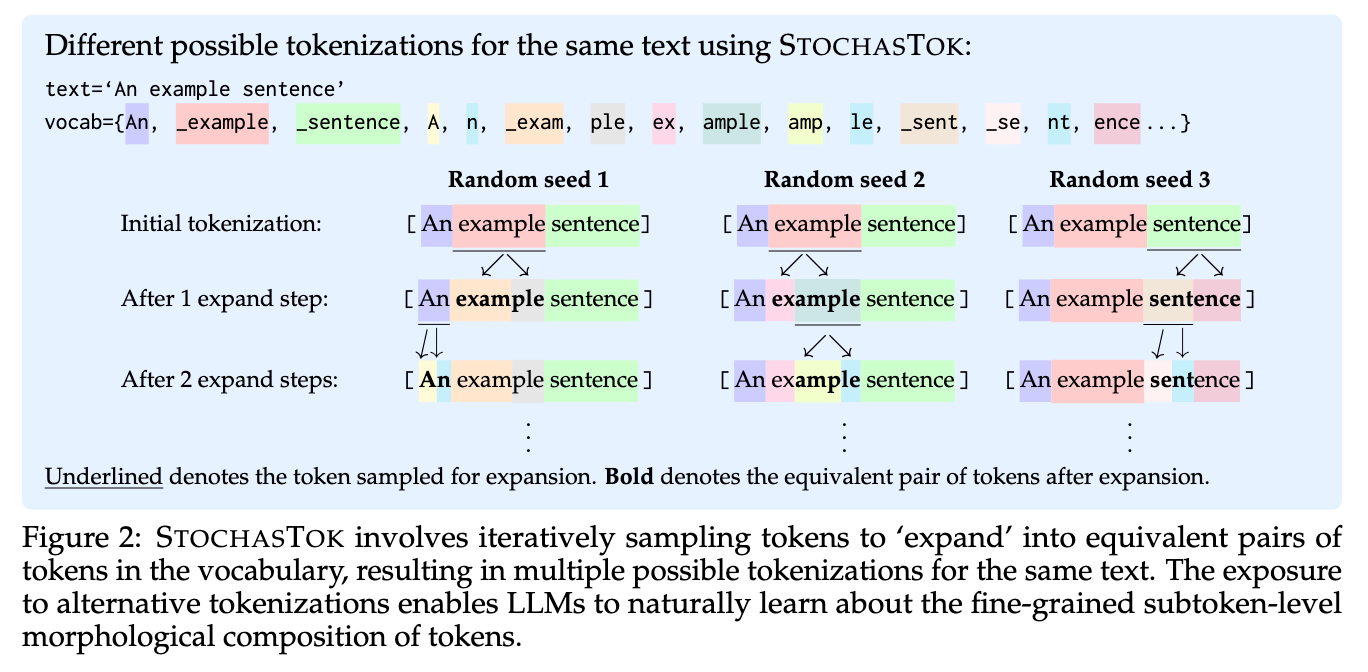 Different possible tokenizations for the same text using STOCHASTOK:
text=‘An example sentence’
vocab={An, _example, _sentence, A, n, _exam, ple, ex, ample, amp, le, _sent, _se, nt, ence...}
Random seed 1 Random seed 2 Random seed 3
Initial tokenization: [An example sentence] [An example sentence] [An example sentence]
After 1 expand step: [An example sentence] [An example sentence] [An example sentence]
After 2 expand steps: [An example sentence] [An example sentence] [An example sentence]
Underlined denotes the token sampled for expansion. Bold denotes the equivalent pair of tokens after expansion.
Figure 2: STOCHASTOK involves iteratively sampling tokens to ‘expand’ into equivalent pairs of
tokens in the vocabulary, resulting in multiple possible tokenizations for the same text. The exposure
to alternative tokenizations enables LLMs to naturally learn about the fine-grained subtoken-level
morphological composition of tokens.